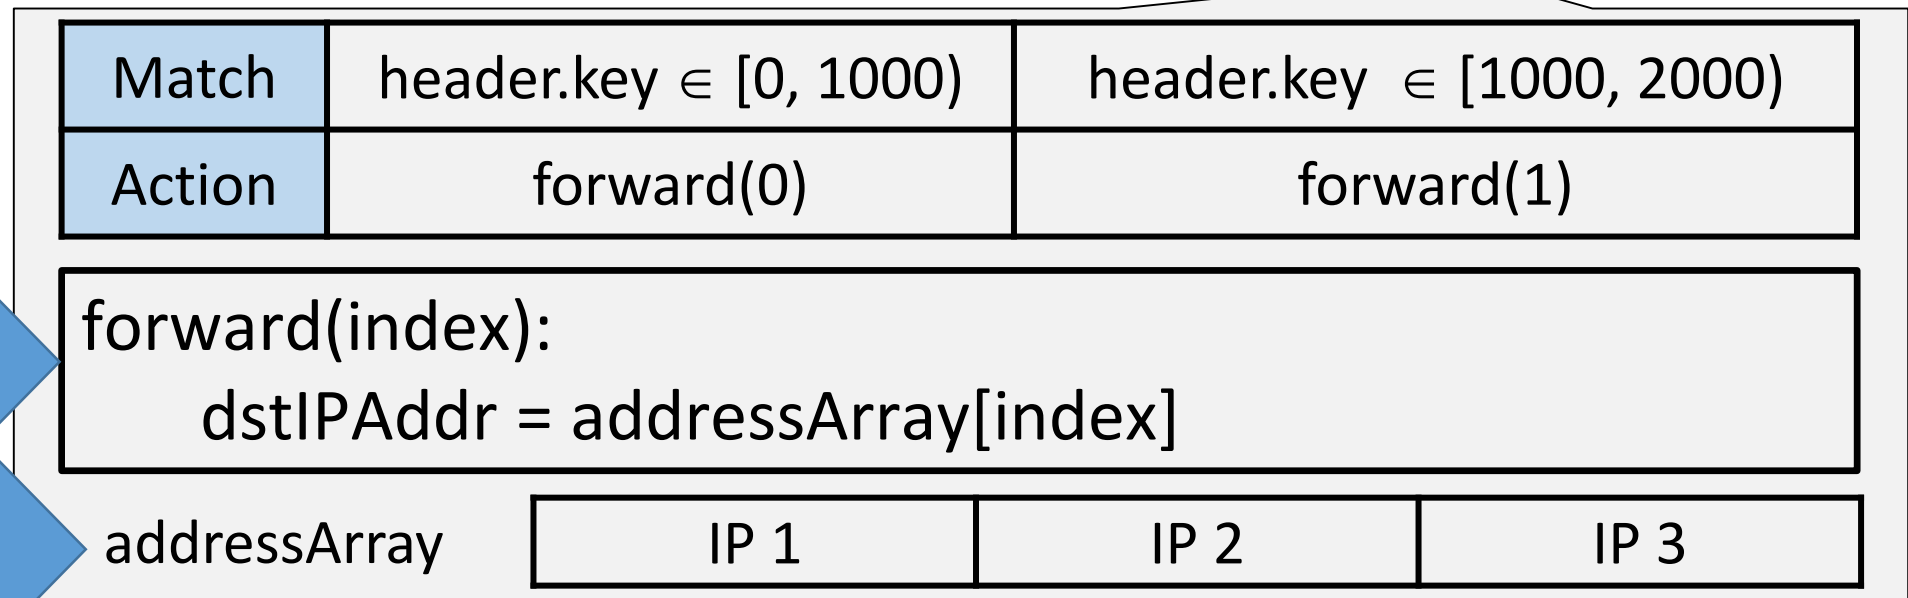 Match header.key ∈ [0, 1000) header.key ∈ [1000, 2000)
Action forward(0) forward(1)
forward(index):
dstIPAddr = addressArray[index]
addressArray IP 1 IP 2 IP 3